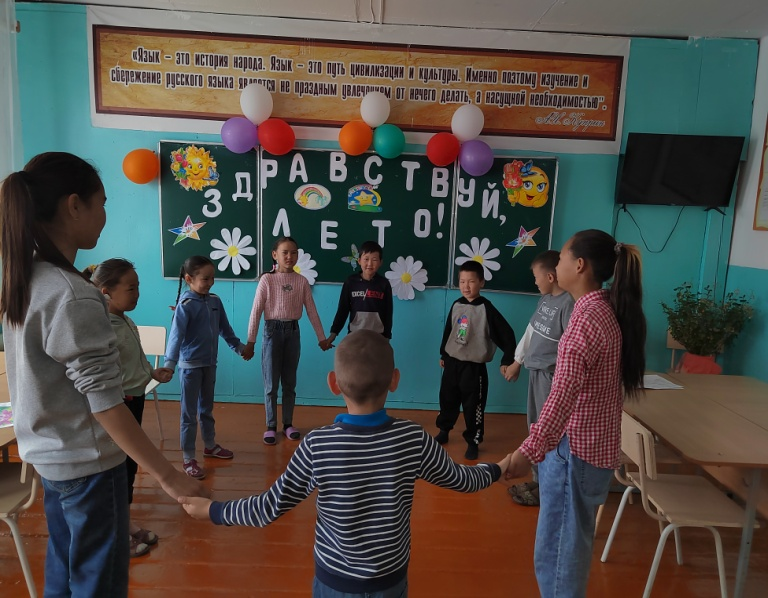 «Язык – это история народа. Язык – это путь цивилизации и культуры. Именно поэтому изучение и
сбережение русского языка является не праздным увлечением от нечего делать, а насущной необходимостью".
ЗДРАВСТВУЙ,
ЛЕТО!